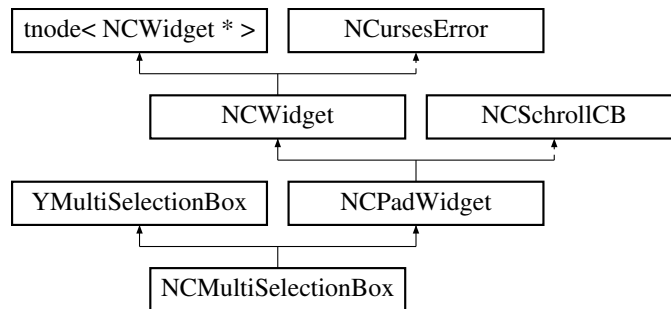 tnode< NCWidget * >
NCursesError
NCWidget
NCSchrollCB
YMultiSelectionBox
NCPadWidget
NCMultiSelectionBox